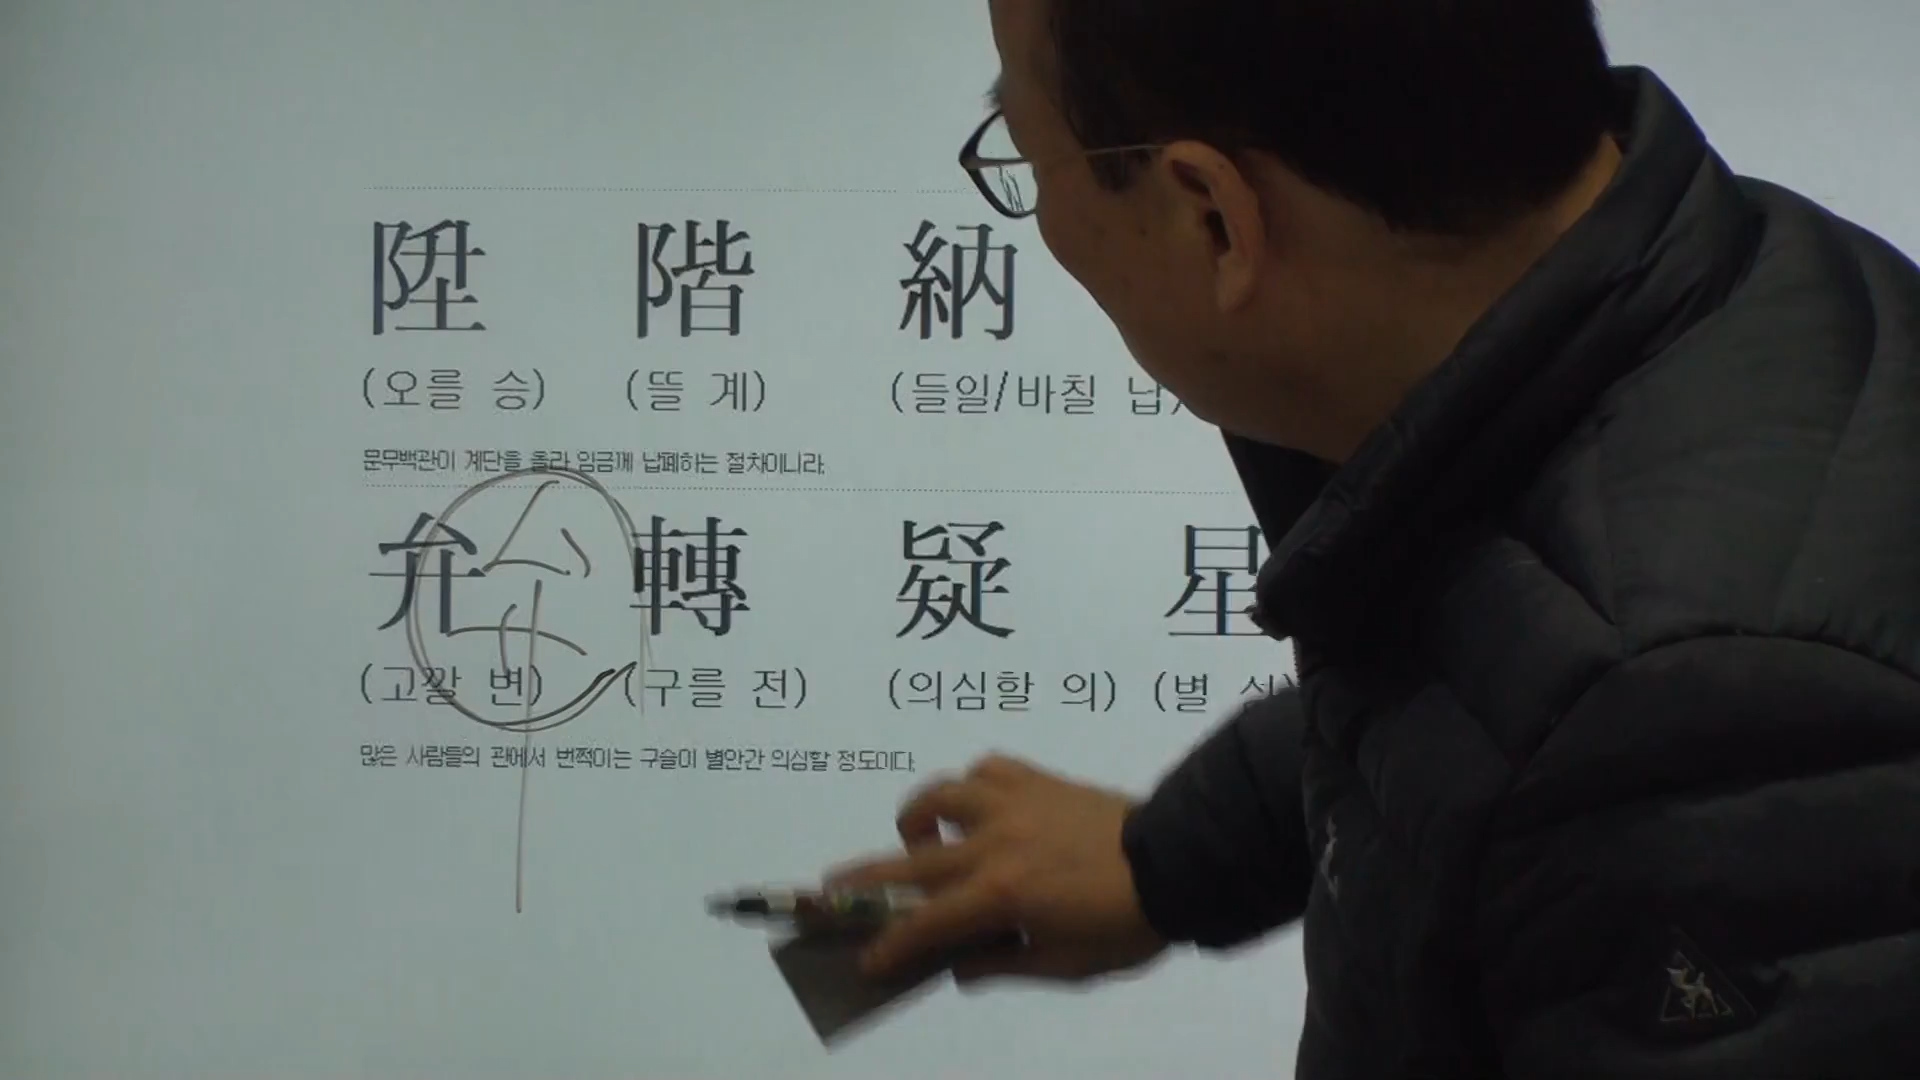 陞 階 納
(오를 승) (뜰 계) (들일/바칠 납)
문무백관이 계단을 올라 임금께 납폐하는 절차이니라.
弁 轉 疑 星
(고깔 변) (구를 전) (의심할 의) (별 성)
많은 사람들의 관에서 번쩍이는 구슬이 별안간 의심할 정도이다.